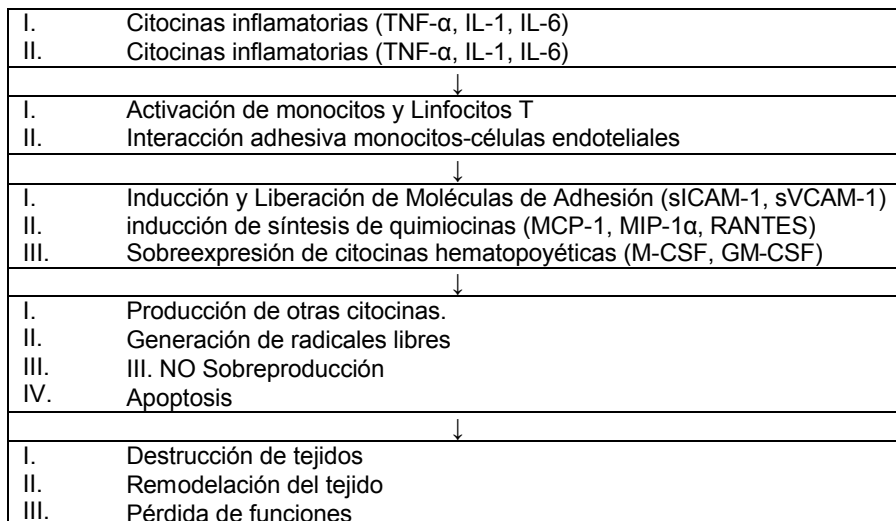 I. Citocinas inflamatorias (TNF-α, IL-1, IL-6)
II. Citocinas inflamatorias (TNF-α, IL-1, IL-6)
↓
I. Activación de monocitos y Linfocitos T
II. Interacción adhesiva monocitos-células endoteliales
↓
I. Inducción y Liberación de Moléculas de Adhesión (sICAM-1, sVCAM-1)
II. inducción de síntesis de quimiocinas (MCP-1, MIP-1α, RANTES)
III. Sobreexpresión de citocinas hematopoyéticas (M-CSF, GM-CSF)
↓
I. Producción de otras citocinas.
II. Generación de radicales libres
III. III. NO Sobreproducción
IV. Apoptosis
↓
I. Destrucción de tejidos
II. Remodelación del tejido
III. Pérdida de funciones